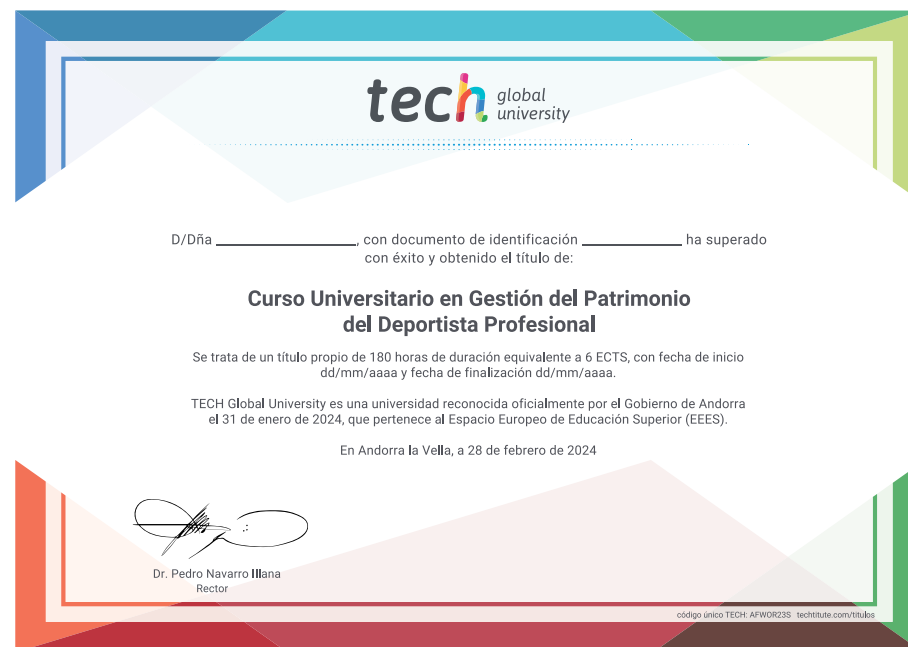 tech global university
D/Dña ____________, con documento de identificación ____________ ha superado
con éxito y obtenido el título de:
Curso Universitario en Gestión del Patrimonio
del Deportista Profesional
Se trata de un título propio de 180 horas de duración equivalente a 6 ECTS, con fecha de inicio
dd/mm/aaaa y fecha de finalización dd/mm/aaaa.
TECH Global University es una universidad reconocida oficialmente por el Gobierno de Andorra
el 31 de enero de 2024, que pertenece al Espacio Europeo de Educación Superior (EEES).
En Andorra la Vella, a 28 de febrero de 2024
Dr. Pedro Navarro Illana
Rector
código único TECH: AFWOR23S techtitute.com/titulos